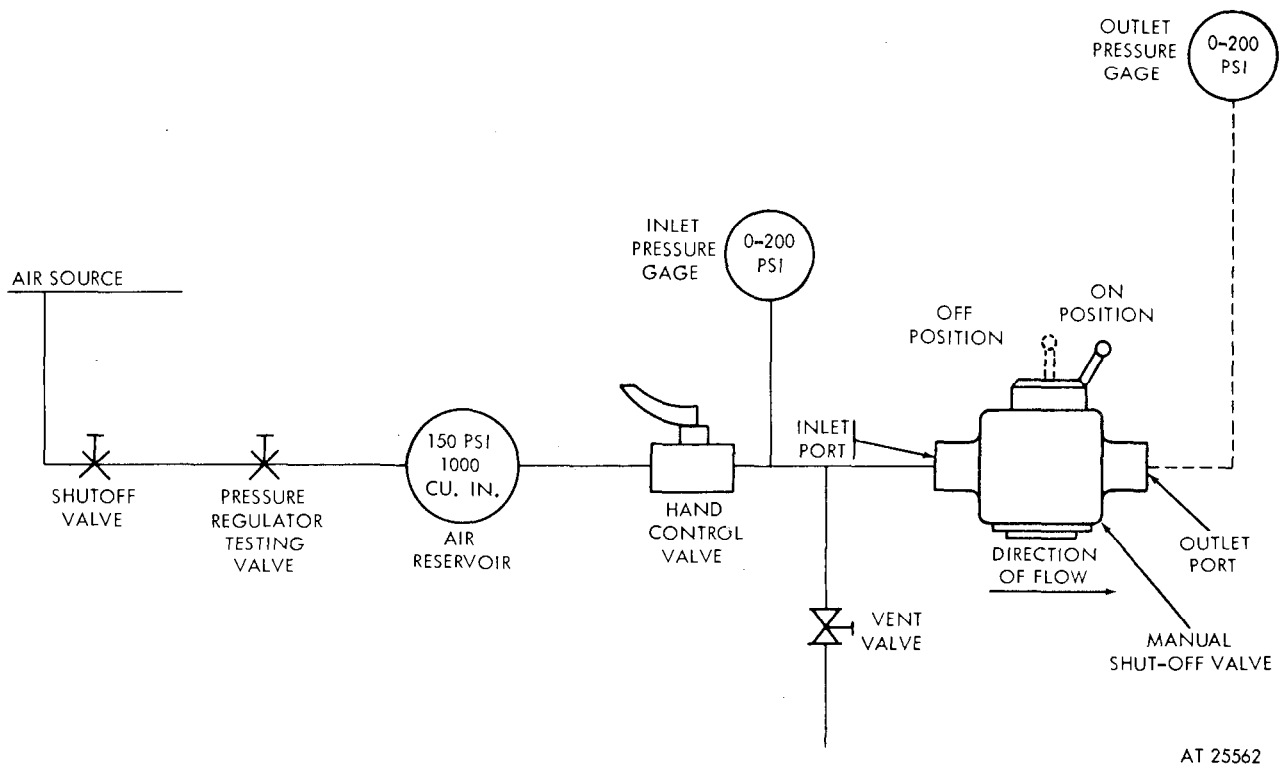 OUTLET
PRESSURE
GAGE
0-200
PSI
INLET
PRESSURE
GAGE
0-200
PSI
AIR SOURCE
OFF
POSITION
ON
POSITION
INLET
PORT
150 PSI
1000
CU. IN.
SHUTOFF
VALVE
PRESSURE
REGULATOR
TESTING
VALVE
AIR
RESERVOIR
HAND
CONTROL
VALVE
DIRECTION
OF FLOW
OUTLET
PORT
VENT
VALVE
MANUAL
SHUT-OFF VALVE
AT 25562